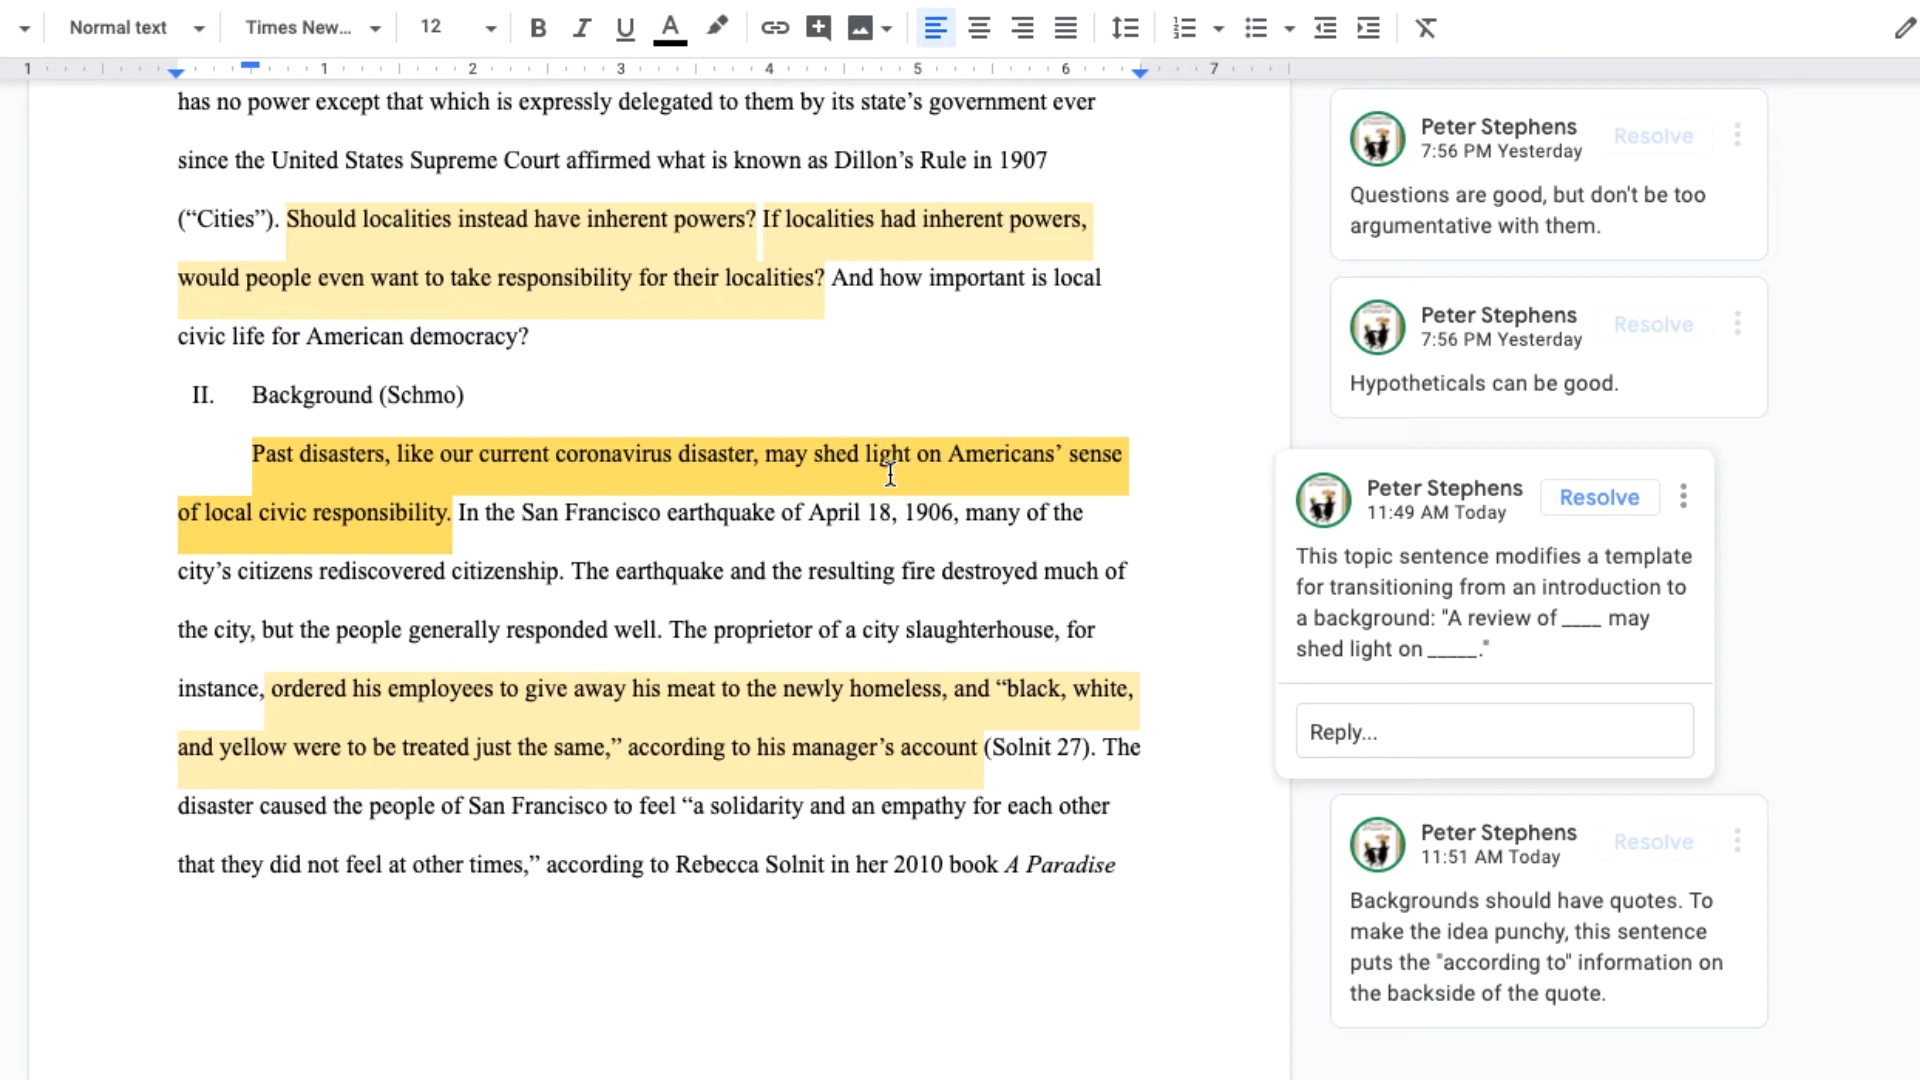 Normal text Times New... 12
1 1 2 3 4 5 6 7
has no power except that which is expressly delegated to them by its state’s government ever
since the United States Supreme Court affirmed what is known as Dillon’s Rule in 1907
(“Cities”). Should localities instead have inherent powers? If localities had inherent powers,
would people even want to take responsibility for their localities? And how important is local
civic life for American democracy?
II. Background (Schmo)
Past disasters, like our current coronavirus disaster, may shed light on Americans’ sense
of local civic responsibility. In the San Francisco earthquake of April 18, 1906, many of the
city’s citizens rediscovered citizenship. The earthquake and the resulting fire destroyed much of
the city, but the people generally responded well. The proprietor of a city slaughterhouse, for
instance, ordered his employees to give away his meat to the newly homeless, and “black, white,
and yellow were to be treated just the same,” according to his manager’s account (Solnit 27). The
disaster caused the people of San Francisco to feel “a solidarity and an empathy for each other
that they did not feel at other times,” according to Rebecca Solnit in her 2010 book A Paradise
Peter Stephens
7:56 PM Yesterday
Resolve
Questions are good, but don't be too
argumentative with them.
Peter Stephens
7:56 PM Yesterday
Resolve
Hypotheticals can be good.
Peter Stephens
11:49 AM Today
Resolve
This topic sentence modifies a template
for transitioning from an introduction to
a background: "A review of ____ may
shed light on _____."
Reply...
Peter Stephens
11:51 AM Today
Resolve
Backgrounds should have quotes. To
make the idea punchy, this sentence
puts the "according to" information on
the backside of the quote.